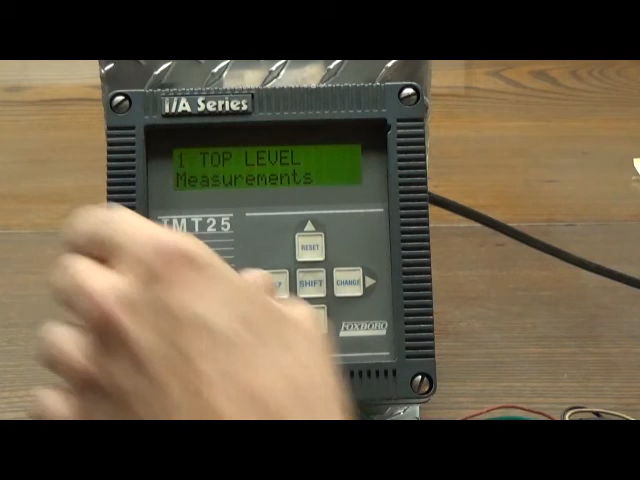 I/A Series
1 TOP LEVEL
Measurements
IMT25
RESET
SHIFT
CHANGE
FOXBORO